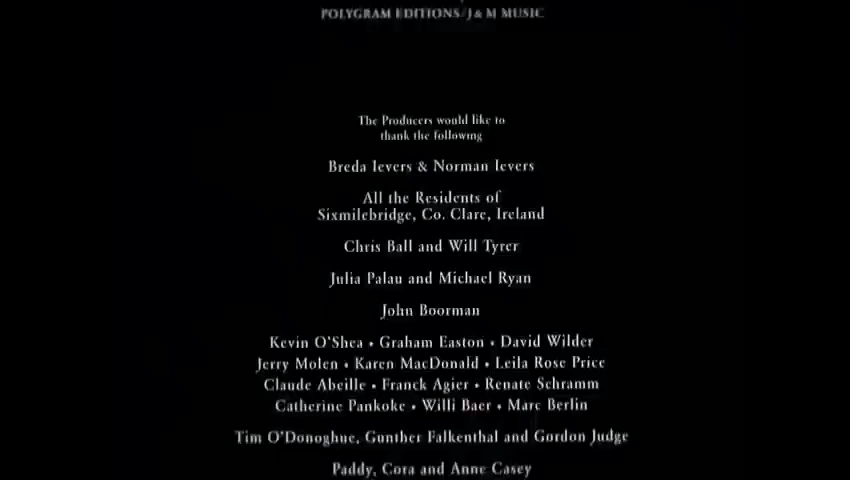 POLYGRAM EDITIONS/J & M MUSIC
The Producers would like to
thank the following
Breda Ievers & Norman Ievers
All the Residents of
Sixmilebridge, Co. Clare, Ireland
Chris Ball and Will Tyrer
Julia Palau and Michael Ryan
John Boorman
Kevin O'Shea • Graham Easton • David Wilder
Jerry Molen • Karen MacDonald • Leila Rose Price
Claude Abeille • Franck Agier • Renate Schramm
Catherine Pankoke • Willi Baer • Marc Berlin
Tim O'Donoghue, Gunther Falkenthal and Gordon Judge
Paddy, Cora and Anne Casey